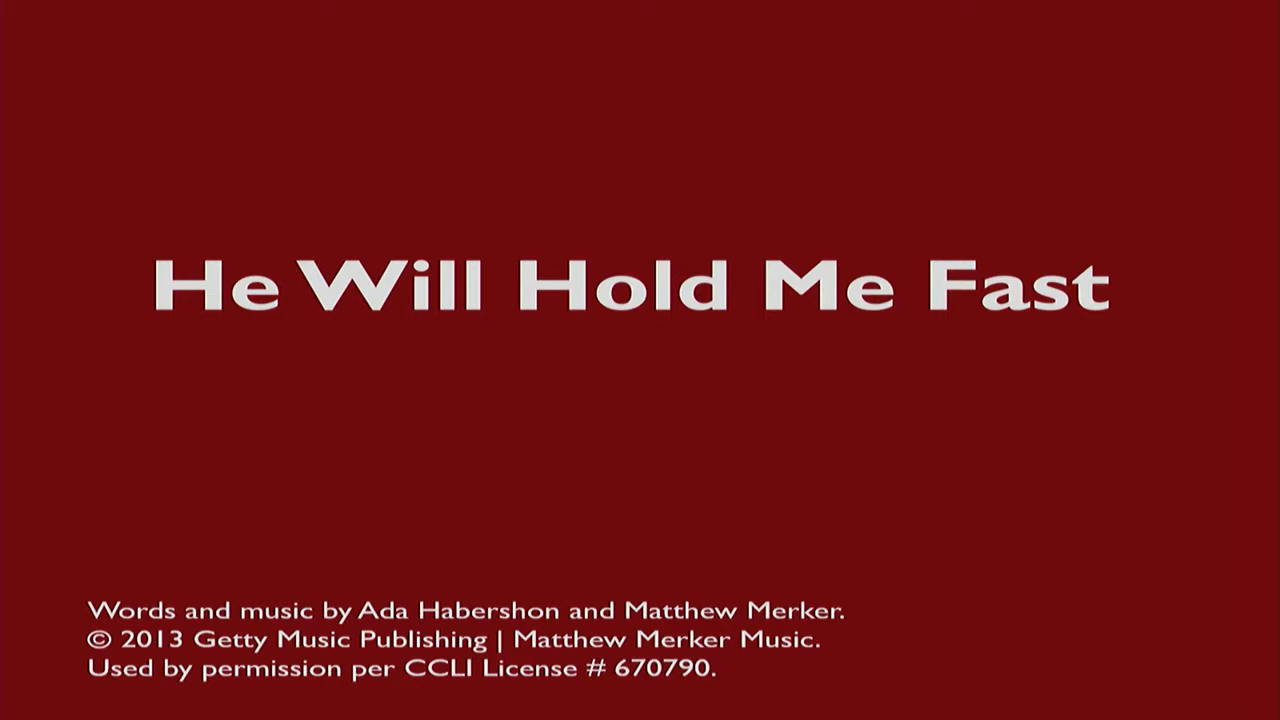 He Will Hold Me Fast
Words and music by Ada Habershon and Matthew Merker.
© 2013 Getty Music Publishing | Matthew Merker Music.
Used by permission per CCLI License # 670790.